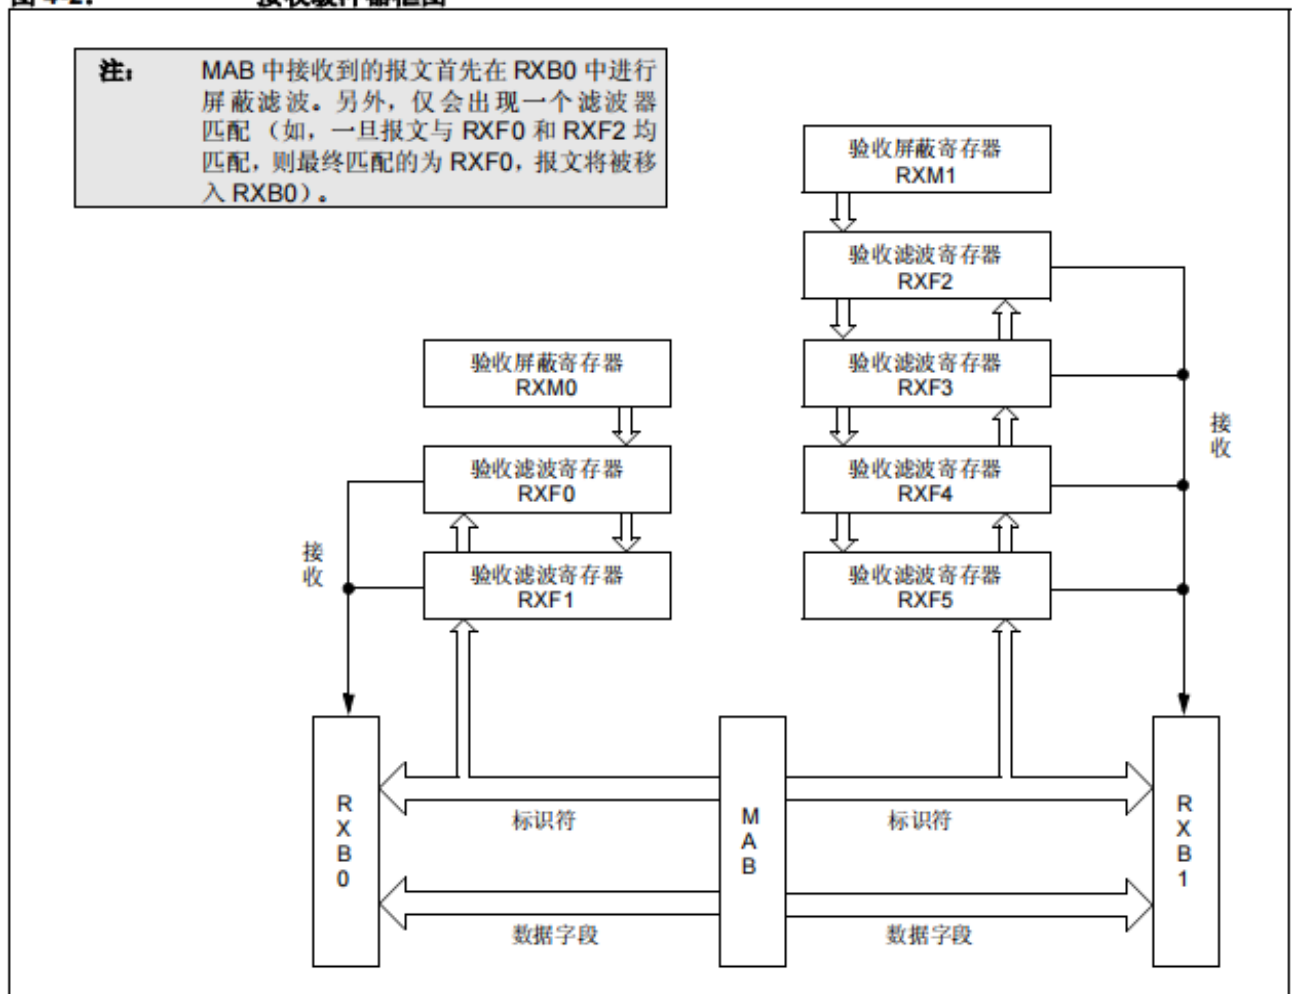 注： MAB 中接收到的报文首先在 RXB0 中进行
屏蔽滤波。另外，仅会出现一个滤波器
匹配（如，一旦报文与 RXF0 和 RXF2 均
匹配，则最终匹配的为 RXF0，报文将被移
入 RXB0）。
验收屏蔽寄存器
RXM1
验收滤波寄存器
RXF2
验收屏蔽寄存器
RXM0
验收滤波寄存器
RXF3
接收
验收滤波寄存器
RXF0
验收滤波寄存器
RXF4
接收
验收滤波寄存器
RXF1
验收滤波寄存器
RXF5
RXB0
标识符
MAB
标识符
RXB1
数据字段
数据字段